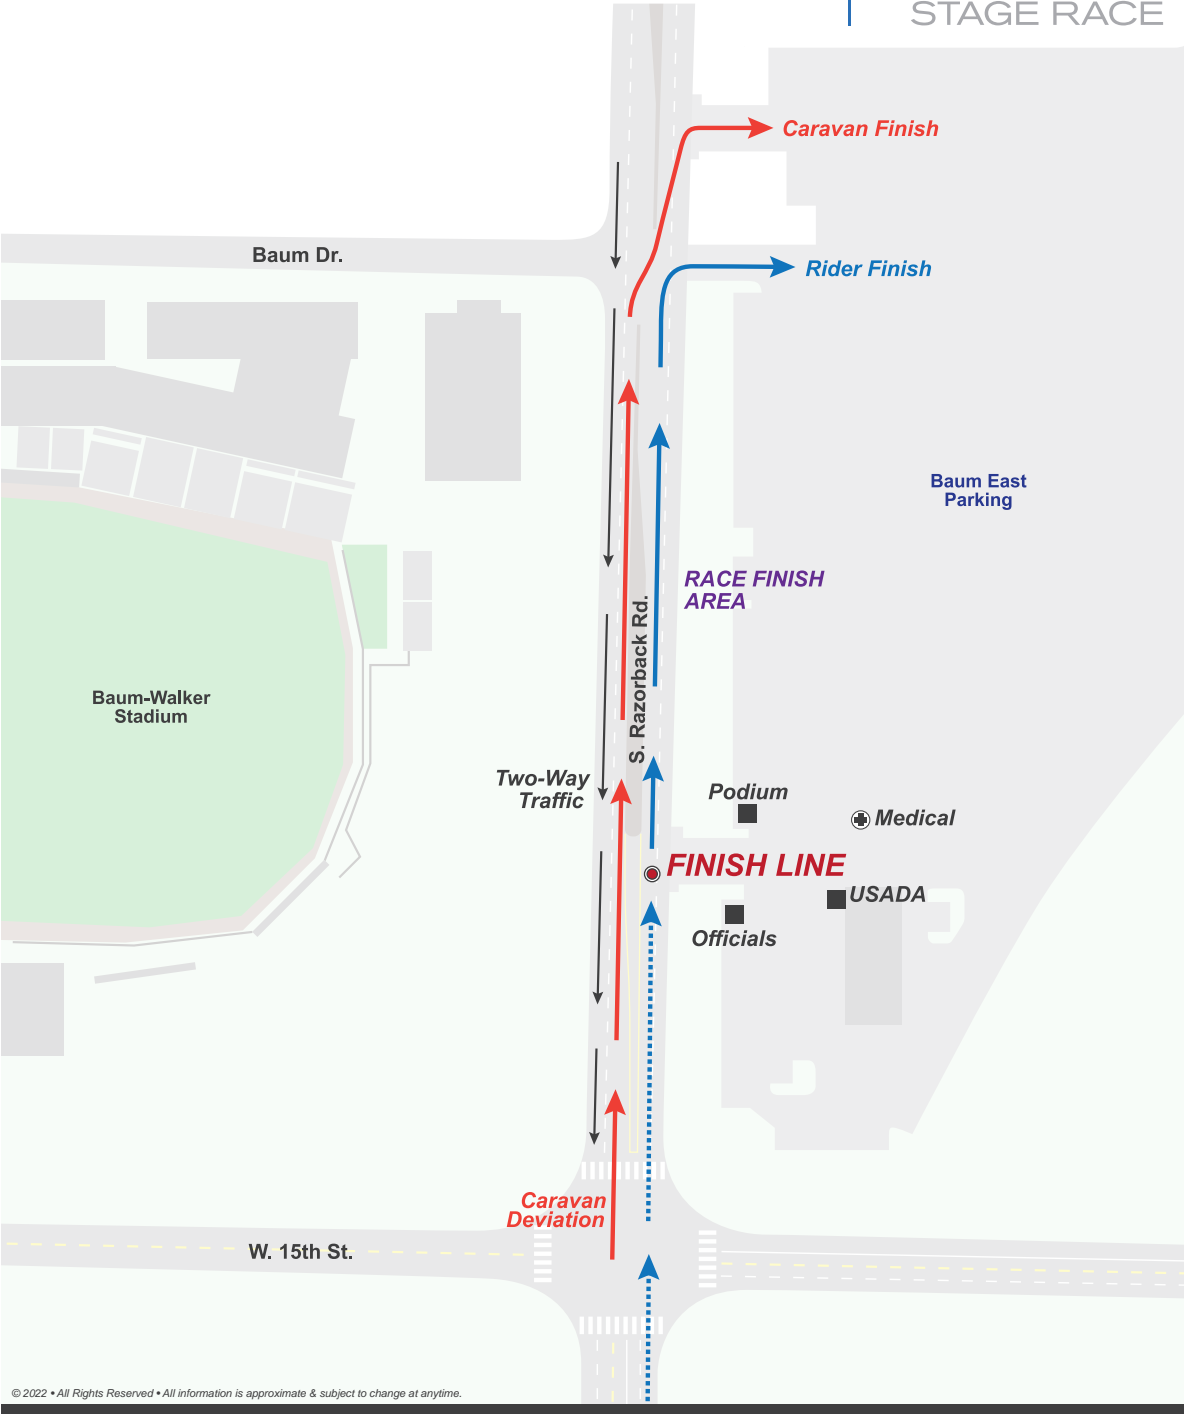 STAGE RACE
Caravan Finish
Baum Dr.
Rider Finish
Baum East
Parking
RACE FINISH
AREA
S. Razorback Rd.
Baum-Walker
Stadium
Two-Way
Traffic
Podium
Medical
FINISH LINE
USADA
Officials
Caravan
Deviation
W. 15th St.
© 2022 • All Rights Reserved • All information is approximate & subject to change at anytime.